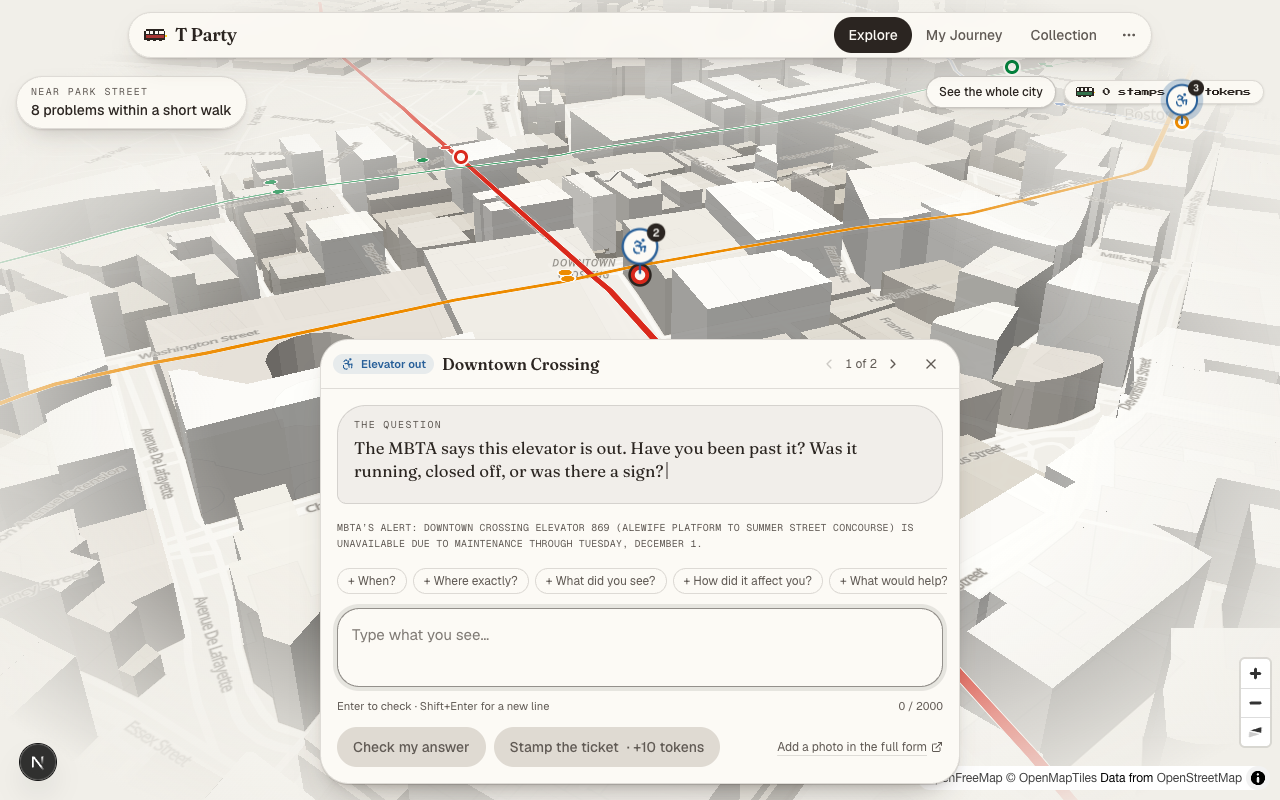 T Party
Explore
My Journey
Collection
NEAR PARK STREET
8 problems within a short walk
See the whole city
0 stamps
tokens
3
Boston
2
DOWNTOWN
CROSSING
Washington Street
Avenue De Lafayette
Avenue De Lafayette
Essex Street
Milk Street
Franklin
Devonshire Street
Elevator out
Downtown Crossing
1 of 2
THE QUESTION
The MBTA says this elevator is out. Have you been past it? Was it
running, closed off, or was there a sign?
MBTA'S ALERT: DOWNTOWN CROSSING ELEVATOR 869 (ALEWIFE PLATFORM TO SUMMER STREET CONCOURSE) IS
UNAVAILABLE DUE TO MAINTENANCE THROUGH TUESDAY, DECEMBER 1.
+ When?
+ Where exactly?
+ What did you see?
+ How did it affect you?
+ What would help?
Type what you see...
Enter to check · Shift+Enter for a new line
0 / 2000
Check my answer
Stamp the ticket · +10 tokens
Add a photo in the full form
N
enFreeMap © OpenMapTiles Data from OpenStreetMap